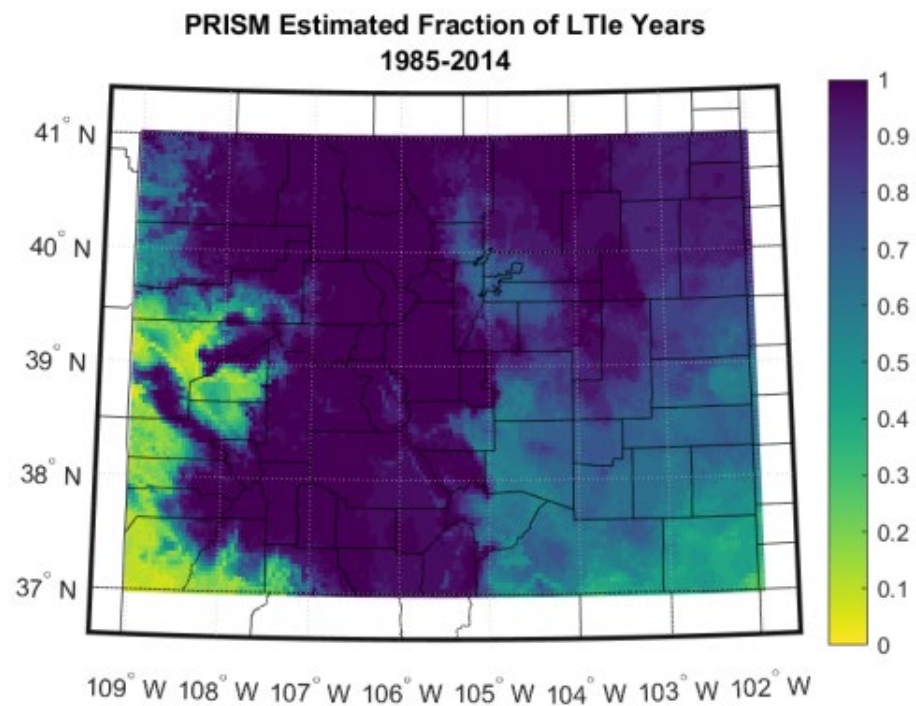 PRISM Estimated Fraction of LTIe Years
1985-2014
41° N
40° N
39° N
38° N
37° N
109° W 108° W 107° W 106° W 105° W 104° W 103° W 102° W
1
0.9
0.8
0.7
0.6
0.5
0.4
0.3
0.2
0.1
0